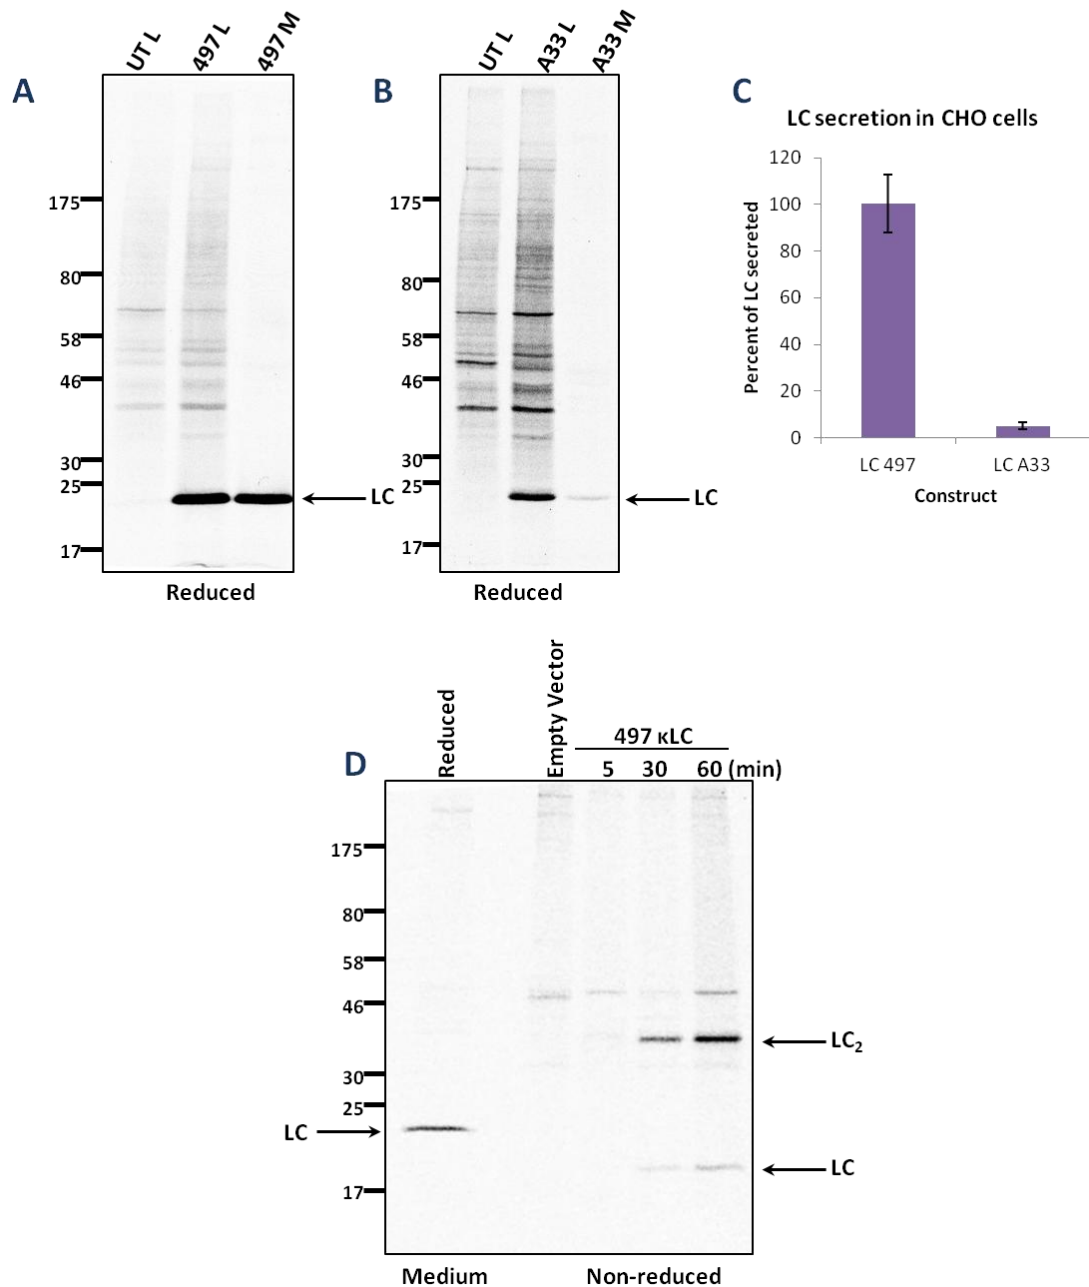 A
UT L
497 L
497 M
175
80
58
46
30
25
17
LC
Reduced
B
UT L
A33 L
A33 M
175
80
58
46
30
25
17
LC
Reduced
C
LC secretion in CHO cells
Percent of LC secreted
120
100
80
60
40
20
0
LC 497
LC A33
Construct
D
Reduced
Empty Vector
497 κLC
5 30 60 (min)
175
80
58
46
30
25
17
LC
LC₂
LC
Medium
Non-reduced